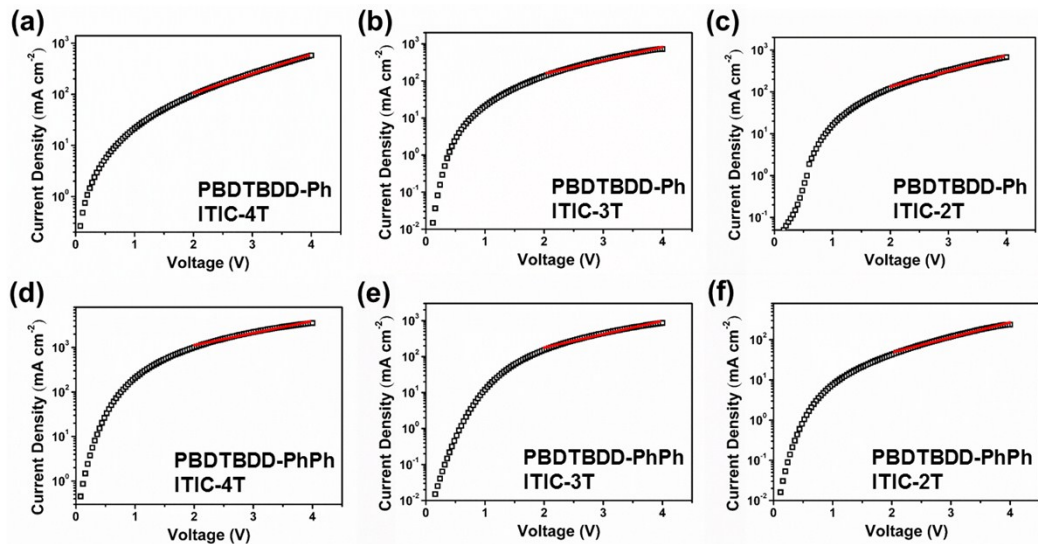 (a)
Current Density (mA cm⁻²)
10³
10²
10¹
10⁰
PBDTBDD-Ph
ITIC-4T
0 1 2 3 4
Voltage (V)
(b)
Current Density (mA cm⁻²)
10³
10²
10¹
10⁰
10⁻¹
10⁻²
PBDTBDD-Ph
ITIC-3T
0 1 2 3 4
Voltage (V)
(c)
Current Density (mA cm⁻²)
10³
10²
10¹
10⁰
10⁻¹
PBDTBDD-Ph
ITIC-2T
0 1 2 3 4
Voltage (V)
(d)
Current Density (mA cm⁻²)
10³
10²
10¹
10⁰
PBDTBDD-PhPh
ITIC-4T
0 1 2 3 4
Voltage (V)
(e)
Current Density (mA cm⁻²)
10³
10²
10¹
10⁰
10⁻¹
10⁻²
PBDTBDD-PhPh
ITIC-3T
0 1 2 3 4
Voltage (V)
(f)
Current Density (mA cm⁻²)
10²
10¹
10⁰
10⁻¹
10⁻²
PBDTBDD-PhPh
ITIC-2T
0 1 2 3 4
Voltage (V)